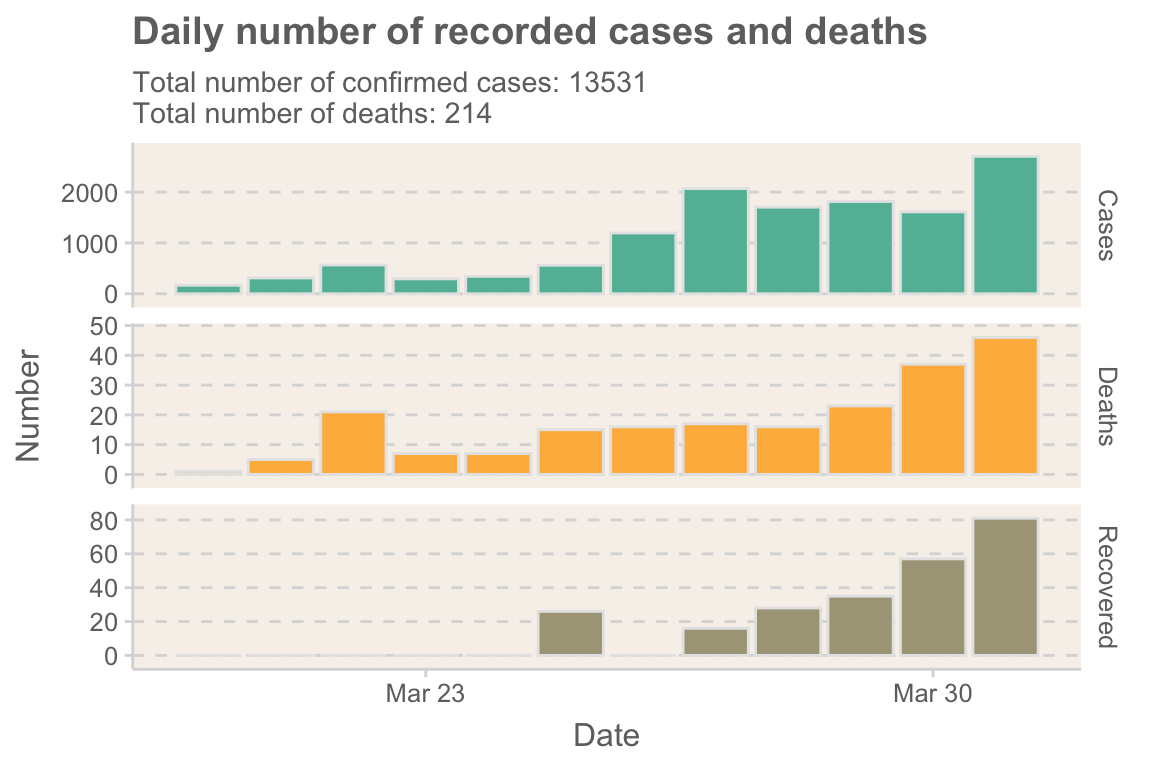 Daily number of recorded cases and deaths
Total number of confirmed cases: 13531
Total number of deaths: 214
2000
1000
0
Cases
50
40
30
20
10
0
Deaths
80
60
40
20
0
Recovered
Number
Mar 23
Mar 30
Date